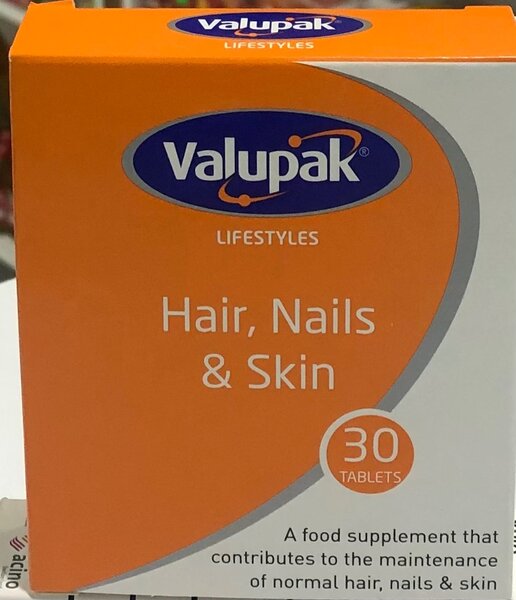 Valupak
LIFESTYLES
Valupak®
LIFESTYLES
Hair, Nails
& Skin
30
TABLETS
A food supplement that
contributes to the maintenance
of normal hair, nails & skin
acino